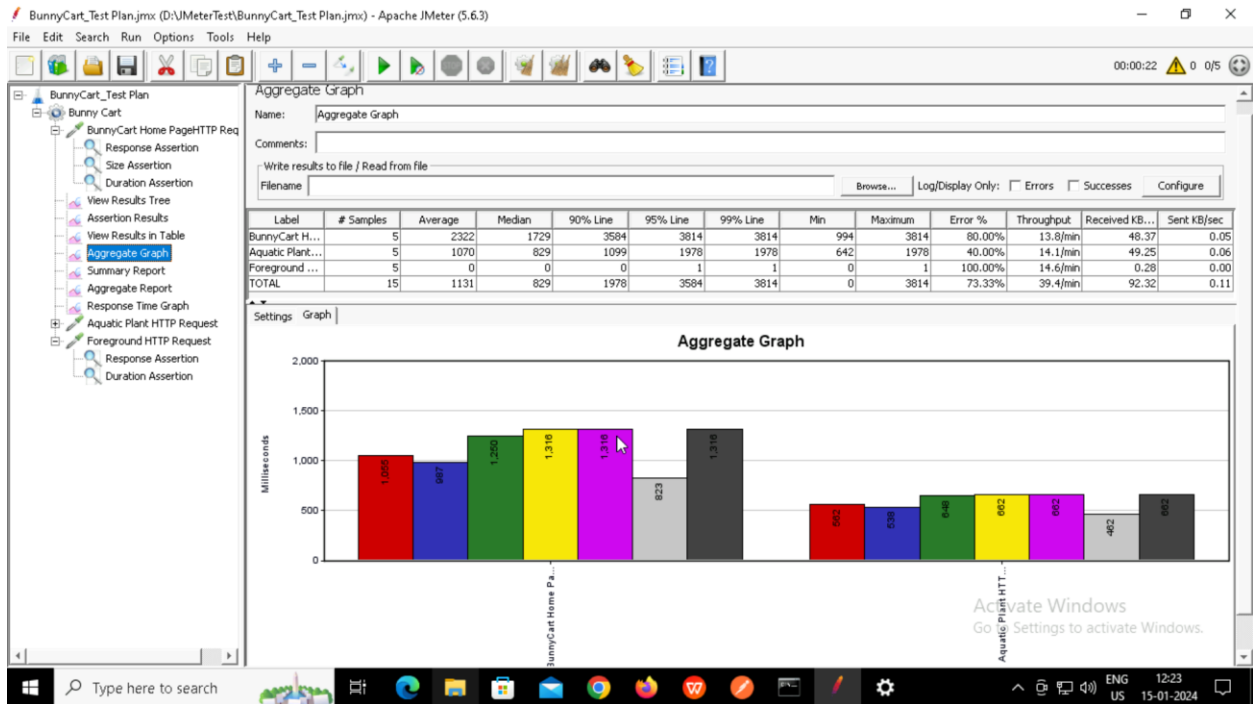 BunnyCart_Test Plan.jmx (D:\JMeterTest\BunnyCart_Test Plan.jmx) - Apache JMeter (5.6.3)
File Edit Search Run Options Tools Help
00:00:22 0 0/5
BunnyCart_Test Plan
Bunny Cart
BunnyCart Home PageHTTP Req
Response Assertion
Size Assertion
Duration Assertion
View Results Tree
Assertion Results
View Results in Table
Aggregate Graph
Summary Report
Aggregate Report
Response Time Graph
Aquatic Plant HTTP Request
Foreground HTTP Request
Response Assertion
Duration Assertion
Aggregate Graph
Name: Aggregate Graph
Comments:
Write results to file / Read from file
Filename Browse... Log/Display Only: Errors Successes Configure
Label # Samples Average Median 90% Line 95% Line 99% Line Min Maximum Error % Throughput Received KB... Sent KB/sec
BunnyCart H... 5 2322 1729 3584 3814 3814 994 3814 80.00% 13.8/min 48.37 0.05
Aquatic Plant... 5 1070 829 1099 1978 1978 642 1978 40.00% 14.1/min 49.25 0.06
Foreground ... 5 0 0 0 1 1 0 1 100.00% 14.6/min 0.28 0.00
TOTAL 15 1131 829 1978 3584 3814 0 3814 73.33% 39.4/min 92.32 0.11
Settings Graph
Aggregate Graph
Milliseconds
2,000
1,500
1,000
500
0
1,055 987 1,250 1,316 1,316 823 1,316
538 648 662 662 462 662
BunnyCart Home Pa...
Aquatic Plant HTT...
Activate Windows
Go to Settings to activate Windows.
Type here to search
ENG
US
12:23
15-01-2024